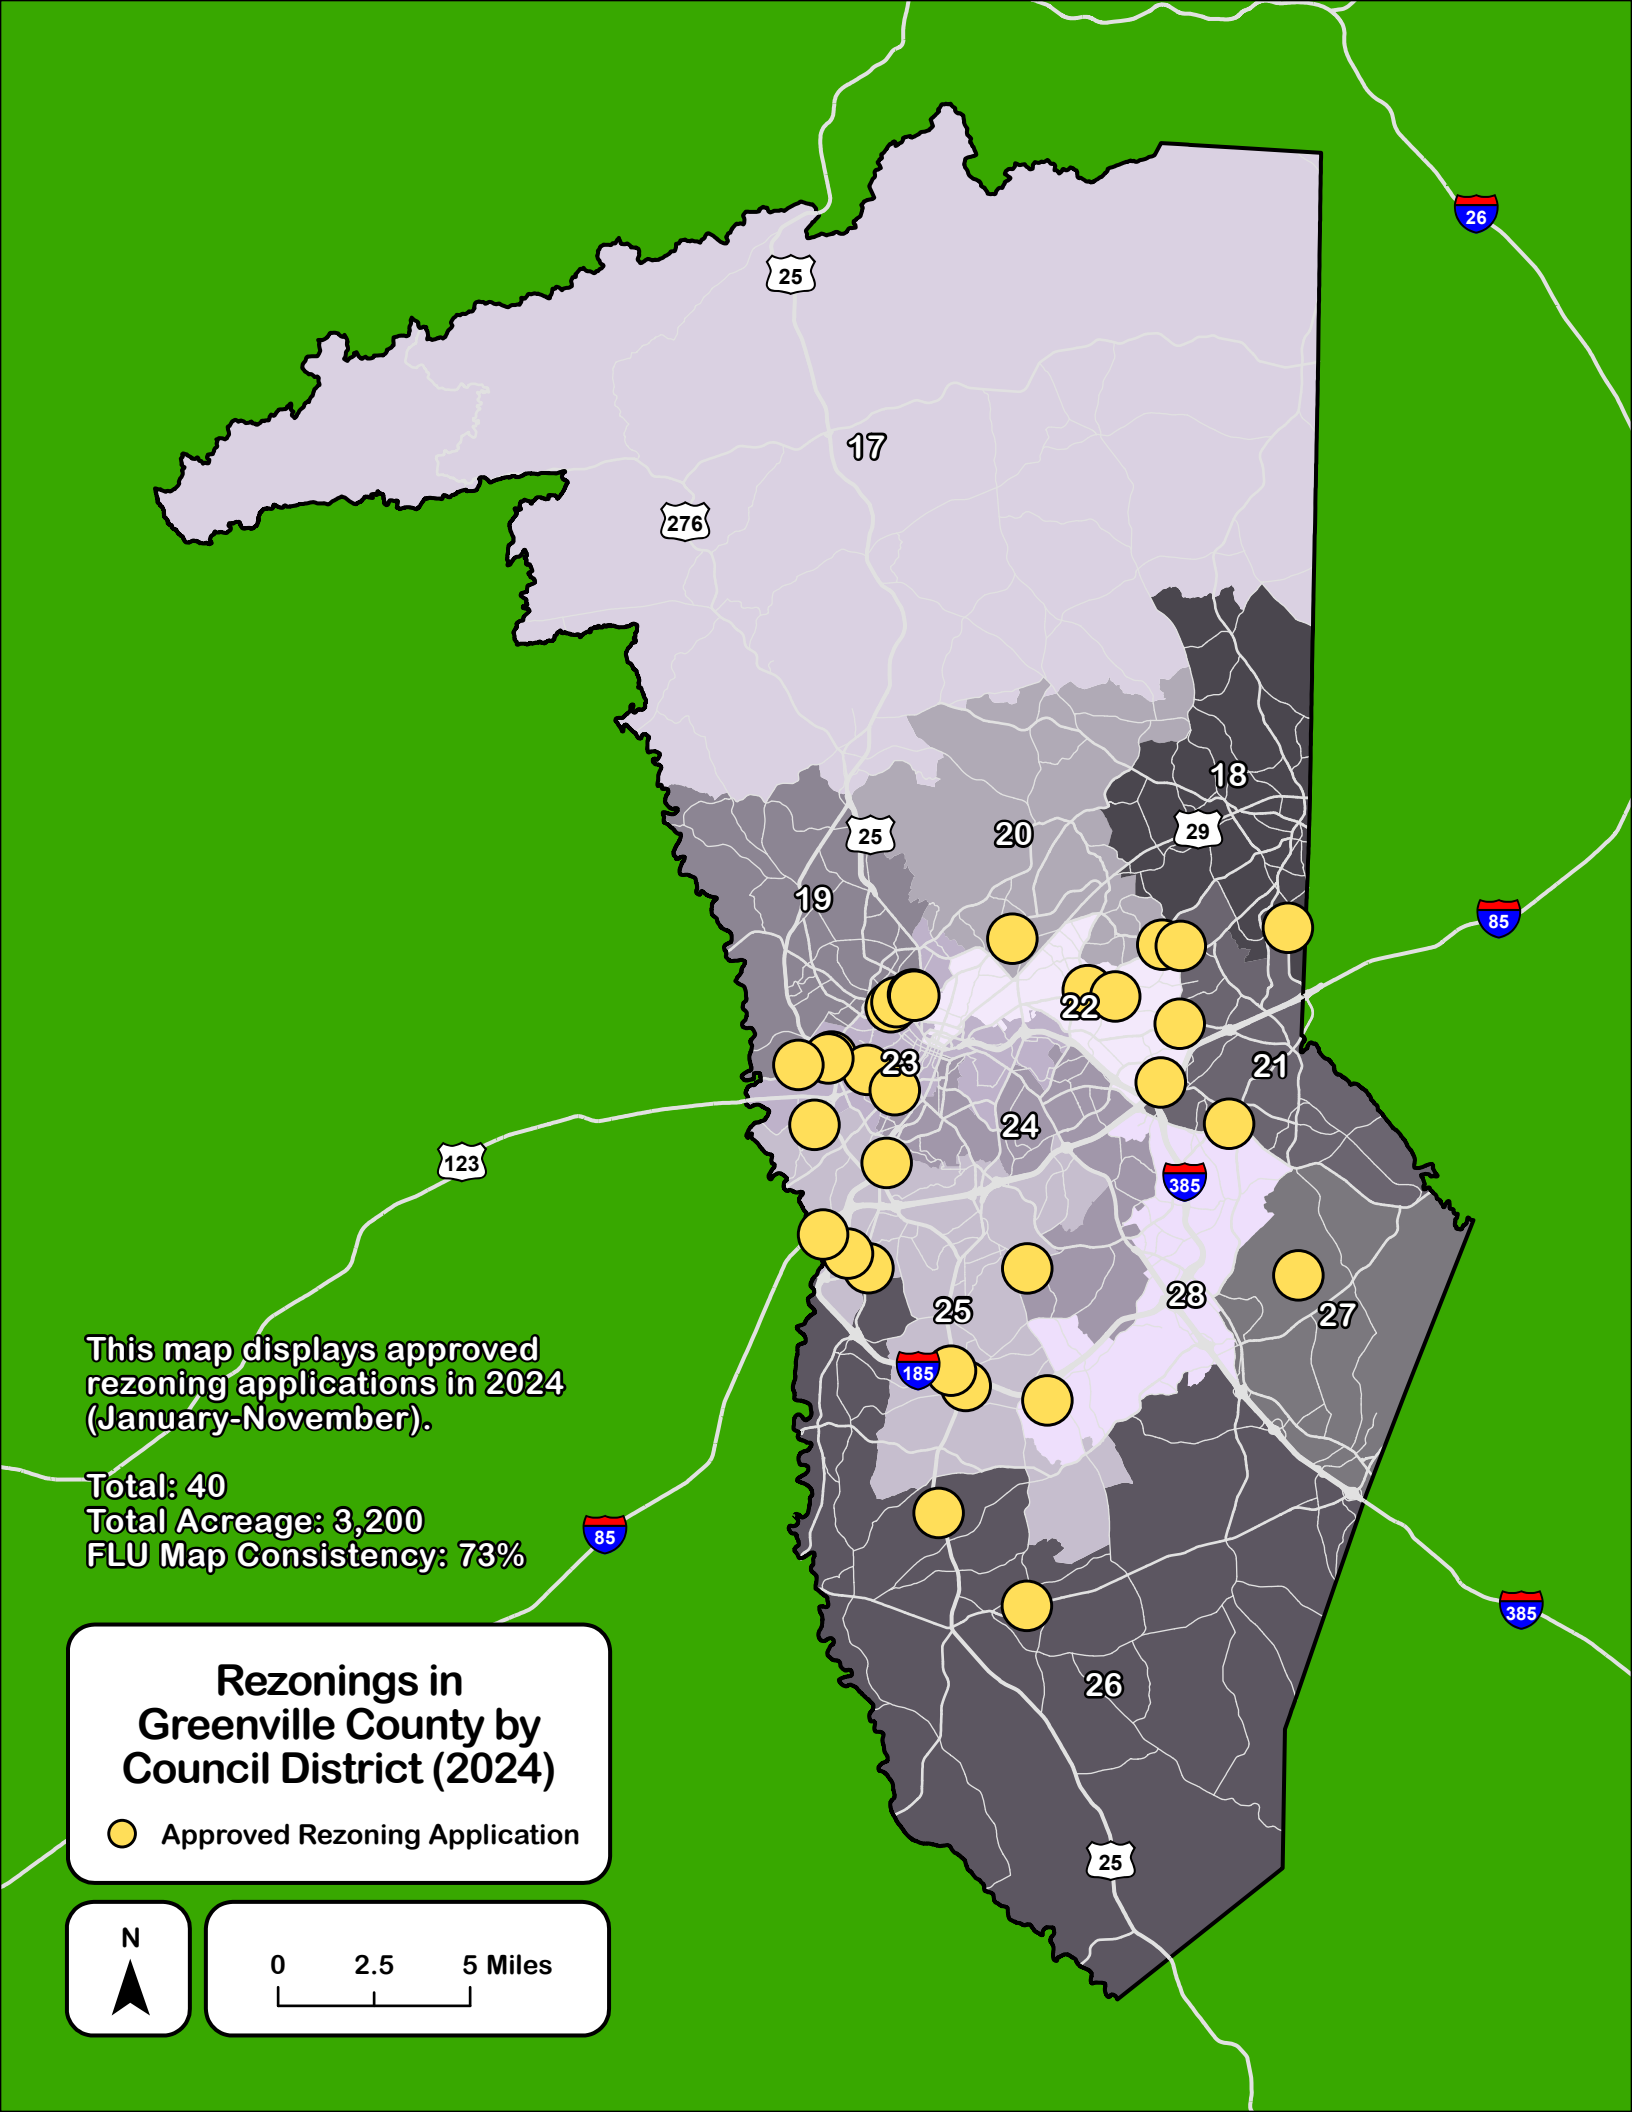 26
25
17
276
18
29
25
20
19
85
22
23
21
24
123
385
28
25
27
This map displays approved
rezoning applications in 2024
(January-November).
185
Total: 40
Total Acreage: 3,200
FLU Map Consistency: 73%
85
385
26
Rezonings in
Greenville County by
Council District (2024)
Approved Rezoning Application
25
N
0 2.5 5 Miles